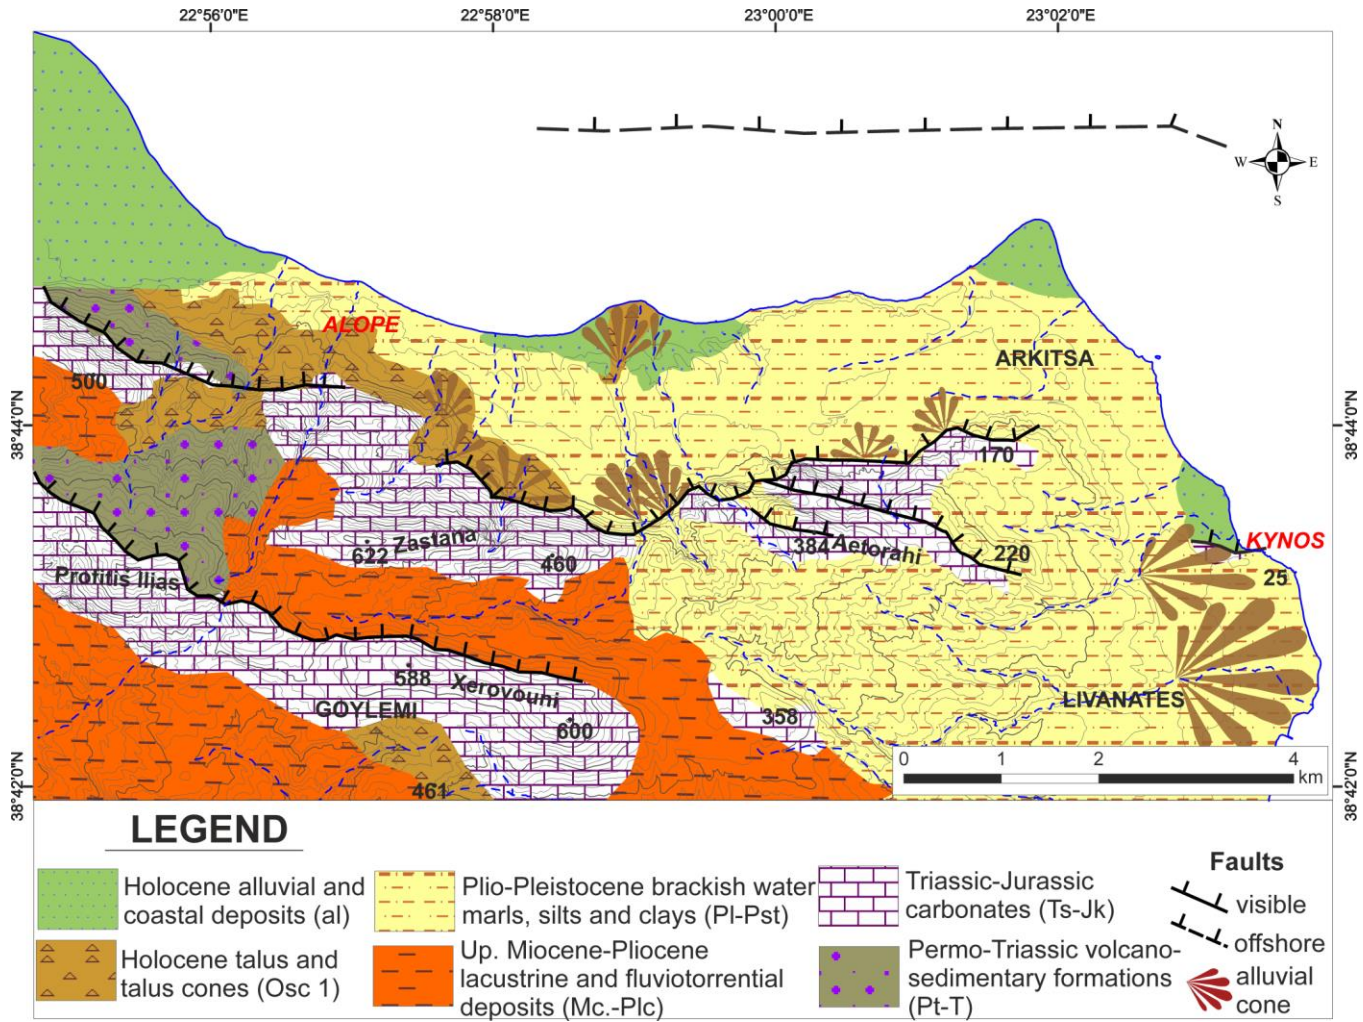 22°56'0"E 22°58'0"E 23°00'0"E 23°02'0"E
N
W E
S
ALOPE
ARKITSA
500
38°44'0"N 38°44'0"N
170
KYNOS
622 Zastana 460 384 Aetorahi 220
25
Profitis Ilias
588 Xerovouni
GOYLEMI
LIVANATES
600
358
461
0 1 2 4
km
38°42'0"N 38°42'0"N
LEGEND
Holocene alluvial and
coastal deposits (al)
Holocene talus and
talus cones (Osc 1)
Plio-Pleistocene brackish water
marls, silts and clays (Pl-Pst)
Up. Miocene-Pliocene
lacustrine and fluviotorrential
deposits (Mc.-Plc)
Triassic-Jurassic
carbonates (Ts-Jk)
Permo-Triassic volcano-
sedimentary formations
(Pt-T)
Faults
visible
offshore
alluvial
cone